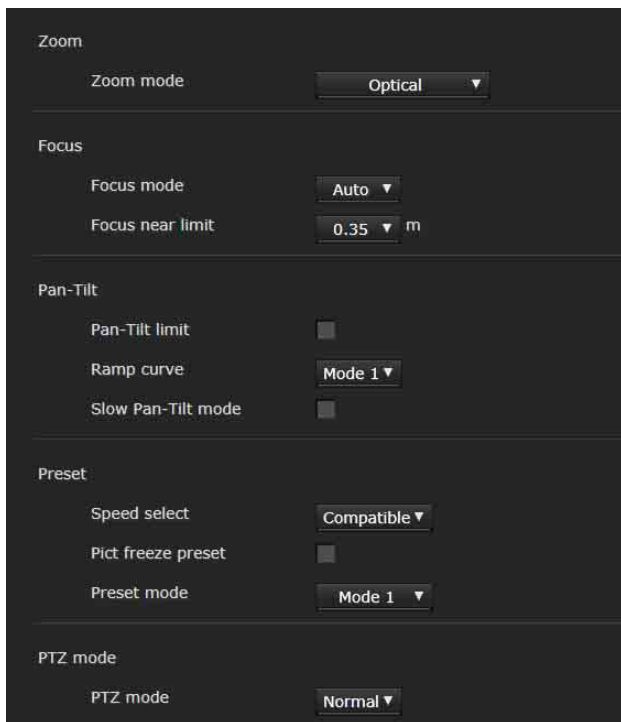 Zoom
Zoom mode Optical
Focus
Focus mode Auto
Focus near limit 0.35 m
Pan-Tilt
Pan-Tilt limit
Ramp curve Mode 1
Slow Pan-Tilt mode
Preset
Speed select Compatible
Pict freeze preset
Preset mode Mode 1
PTZ mode
PTZ mode Normal